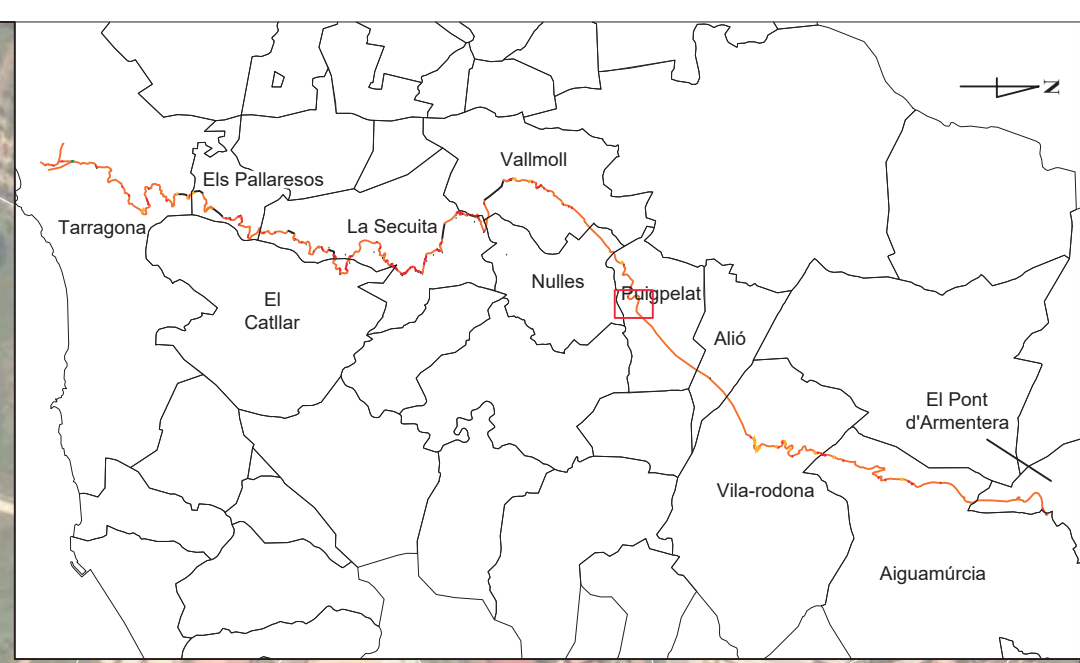 N
Vallmoll
Els Pallaresos
Tarragona
La Secuita
Nulles
Puigpelat
El
Catllar
Alió
El Pont
d'Armentera
Vila-rodona
Aiguamúrcia